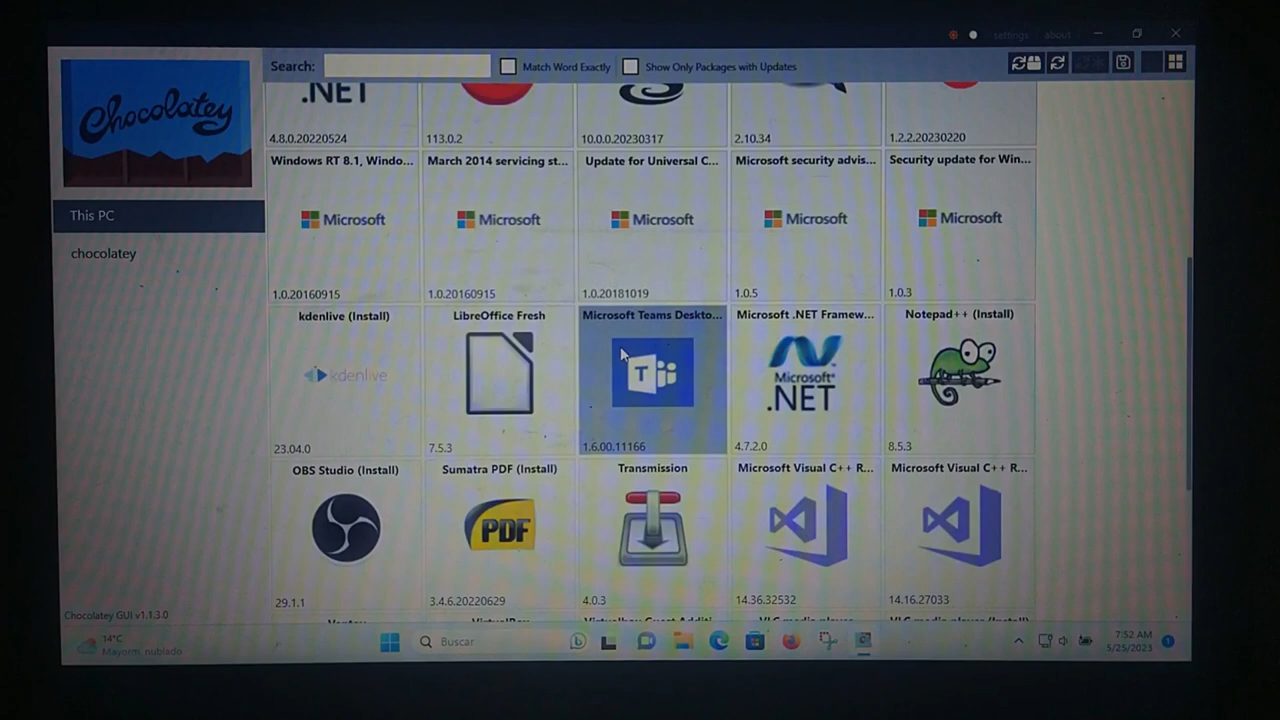 settings about
Search: Match Word Exactly Show Only Packages with Updates
Chocolatey
This PC
chocolatey
.NET
4.8.0.20220524 113.0.2 10.0.0.20230317 2.10.34 1.2.2.20230220
Windows RT 8.1, Windo... March 2014 servicing st... Update for Universal C... Microsoft security advis... Security update for Win...
Microsoft Microsoft Microsoft Microsoft Microsoft
1.0.20160915 1.0.20160915 1.0.20181019 1.0.5 1.0.3
kdenlive (Install) LibreOffice Fresh Microsoft Teams Deskto... Microsoft .NET Framew... Notepad++ (Install)
kdenlive T Microsoft
.NET
23.04.0 7.5.3 1.6.00.11166 4.7.2.0 8.5.3
OBS Studio (Install) Sumatra PDF (Install) Transmission Microsoft Visual C++ R... Microsoft Visual C++ R...
PDF
29.1.1 3.4.6.20220629 4.0.3 14.36.32532 14.16.27033
Chocolatey GUI v1.1.3.0
14°C
Mayorm. nublado
Buscar
7:52 AM
5/25/2023
1